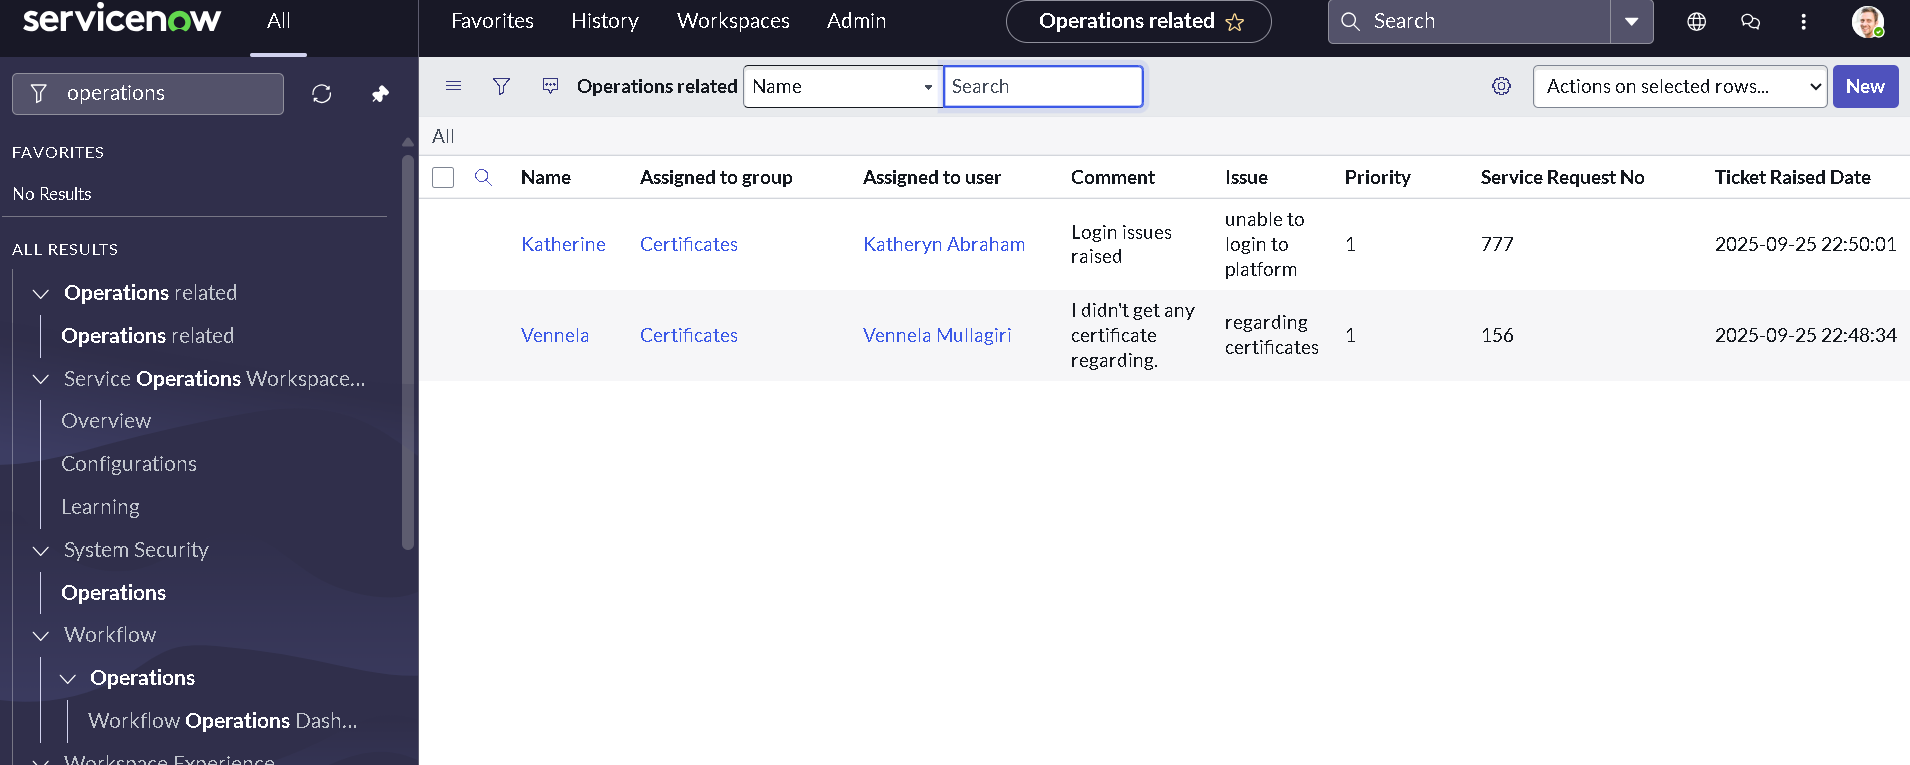 servicenow
All
Favorites
History
Workspaces
Admin
Operations related
Search
operations
FAVORITES
No Results
ALL RESULTS
Operations related
Operations related
Service Operations Workspace...
Overview
Configurations
Learning
System Security
Operations
Workflow
Operations
Workflow Operations Dash...
Workspace Experience
Operations related
Name
Search
Actions on selected rows...
New
All
Name Assigned to group Assigned to user Comment Issue Priority Service Request No Ticket Raised Date
Katherine
Certificates
Katheryn Abraham
Login issues
raised
unable to
login to
platform
1
777
2025-09-25 22:50:01
Vennela
Certificates
Vennela Mullagiri
I didn't get any
certificate
regarding.
regarding
certificates
1
156
2025-09-25 22:48:34